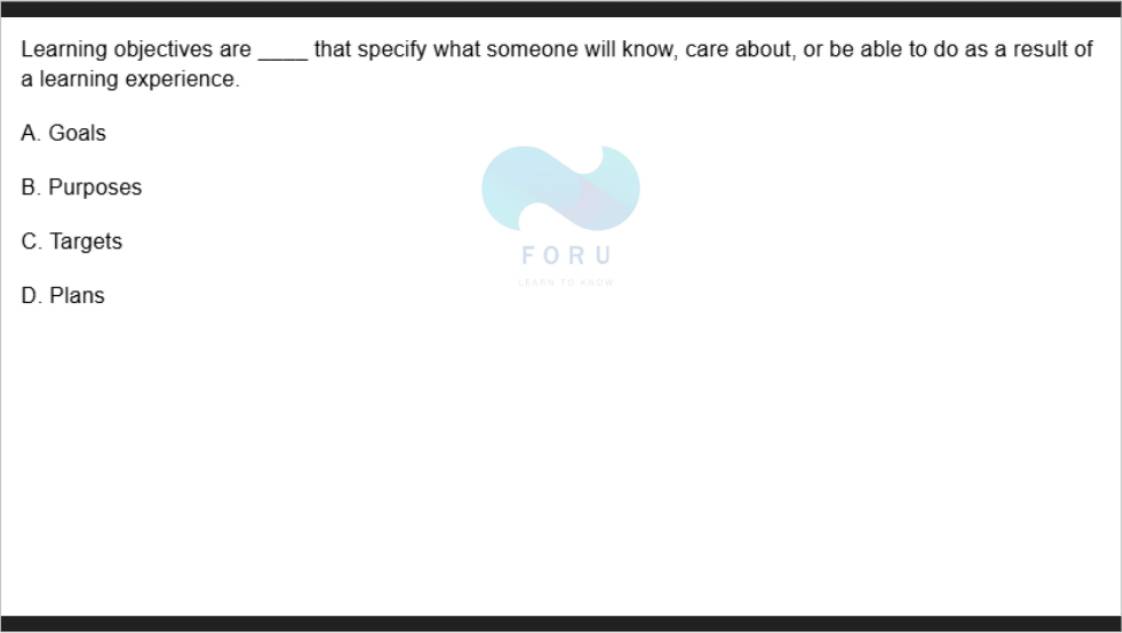 Learning objectives are ____ that specify what someone will know, care about, or be able to do as a result of
a learning experience.
A. Goals
B. Purposes
C. Targets
D. Plans
FORU
LEARN TO KNOW